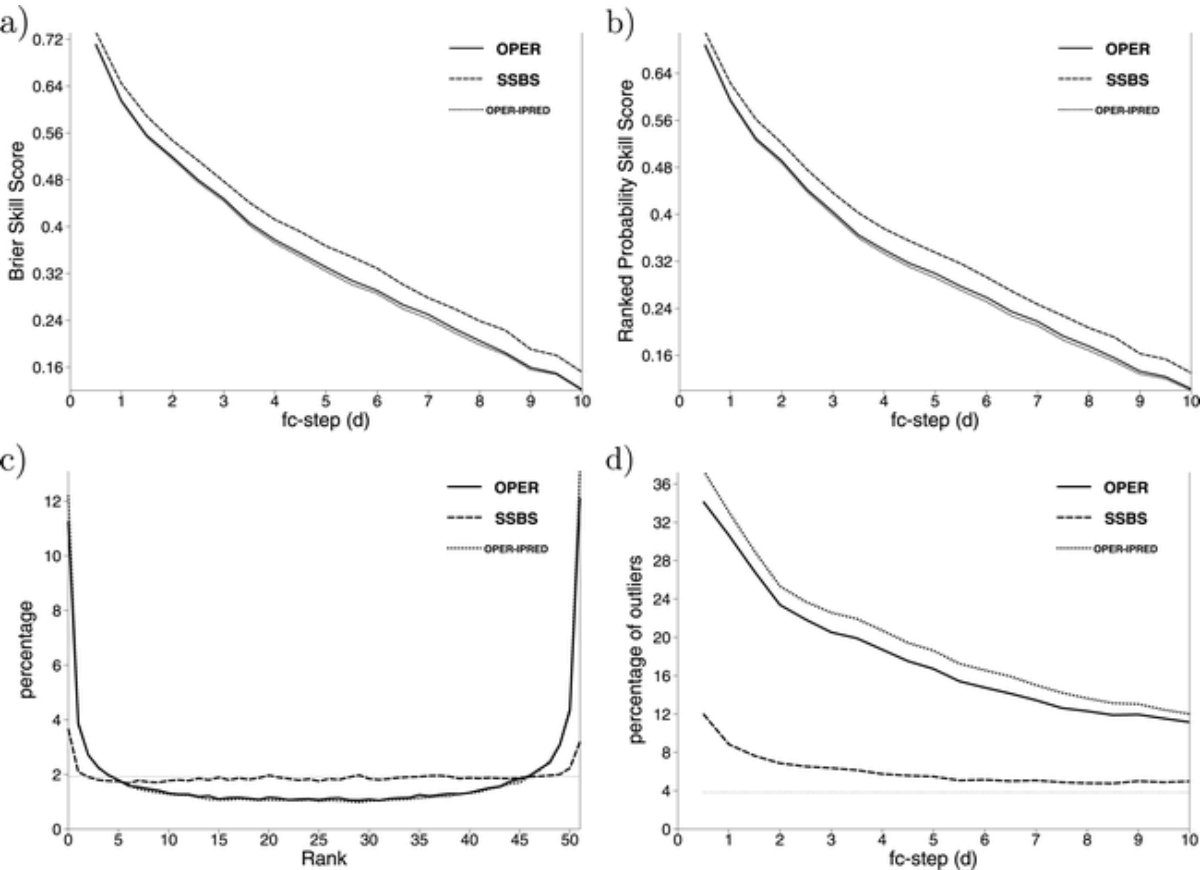 a)
0.72
0.64
0.56
0.48
0.4
0.32
0.24
0.16
Brier Skill Score
OPER
SSBS
OPER-IPRED
0 1 2 3 4 5 6 7 8 9 10
fc-step (d)
b)
0.64
0.56
0.48
0.4
0.32
0.24
0.16
Ranked Probability Skill Score
OPER
SSBS
OPER-IPRED
0 1 2 3 4 5 6 7 8 9 10
fc-step (d)
c)
12
10
8
6
4
2
0
percentage
OPER
SSBS
OPER-IPRED
0 5 10 15 20 25 30 35 40 45 50
Rank
d)
36
32
28
24
20
16
12
8
4
0
percentage of outliers
OPER
SSBS
OPER-IPRED
0 1 2 3 4 5 6 7 8 9 10
fc-step (d)